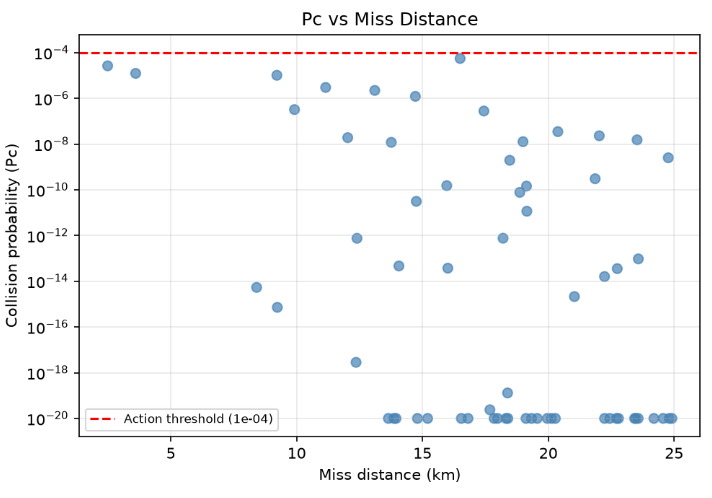 Pc vs Miss Distance
Collision probability (Pc)
10⁻⁴
10⁻⁶
10⁻⁸
10⁻¹⁰
10⁻¹²
10⁻¹⁴
10⁻¹⁶
10⁻¹⁸
10⁻²⁰
Action threshold (1e-04)
5 10 15 20 25
Miss distance (km)